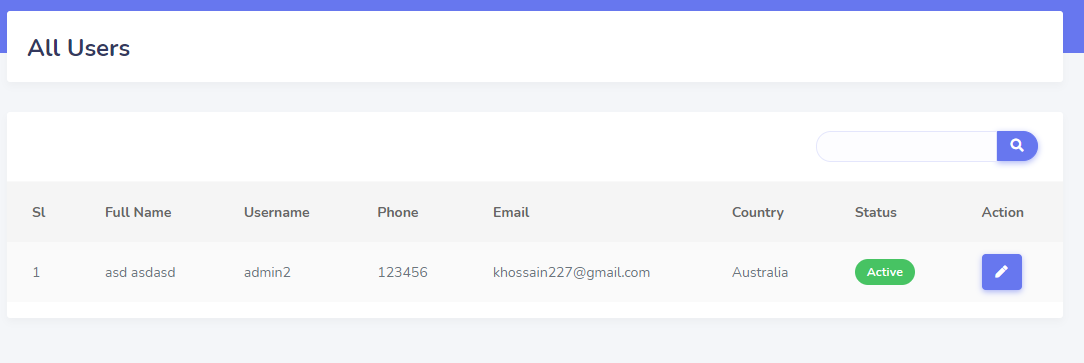 All Users
Sl Full Name Username Phone Email Country Status Action
1 asd asdasd admin2 123456 khossain227@gmail.com Australia Active